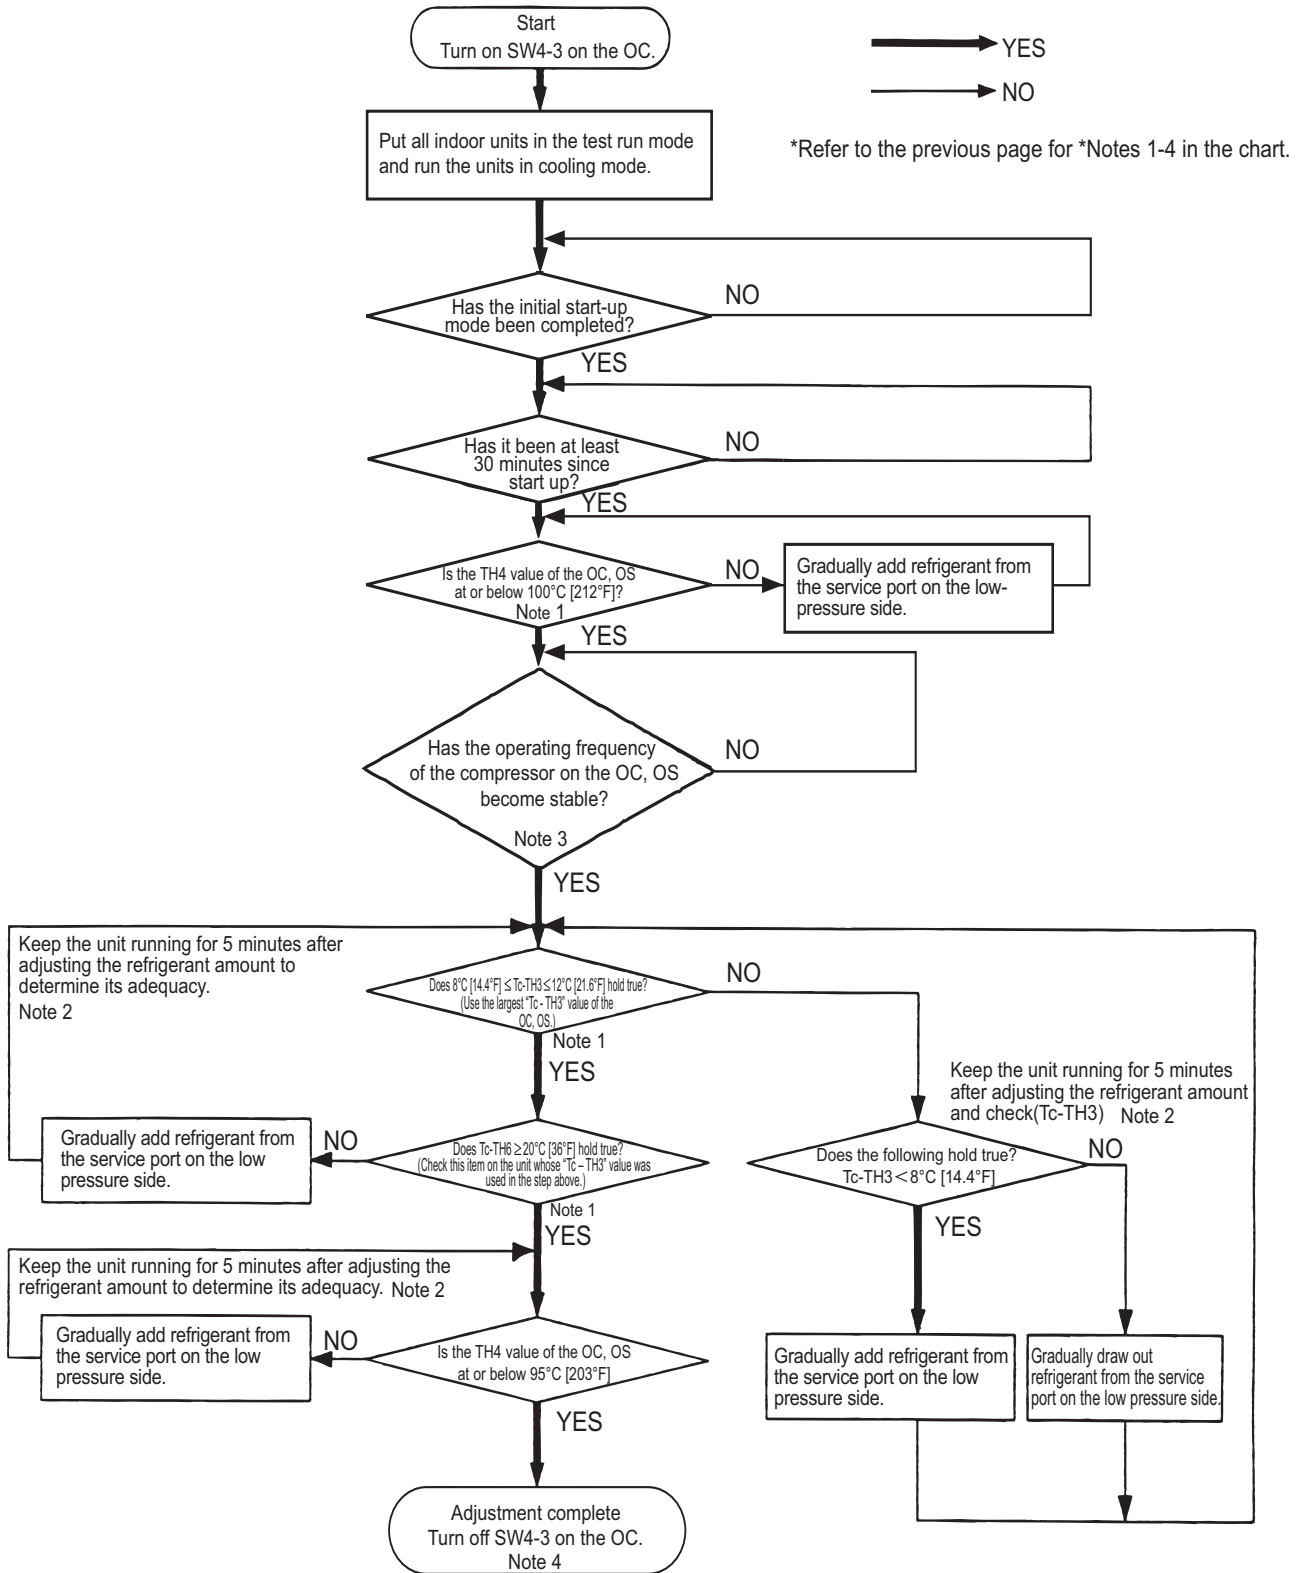 Start
Turn on SW4-3 on the OC.
YES
NO
*Refer to the previous page for *Notes 1-4 in the chart.
Put all indoor units in the test run mode
and run the units in cooling mode.
Has the initial start-up
mode been completed?
NO
YES
Has it been at least
30 minutes since
start up?
NO
YES
Is the TH4 value of the OC, OS
at or below 100°C [212°F]?
Note 1
NO
Gradually add refrigerant from
the service port on the low-
pressure side.
YES
Has the operating frequency
of the compressor on the OC, OS
become stable?
Note 3
NO
YES
Keep the unit running for 5 minutes after
adjusting the refrigerant amount to
determine its adequacy.
Note 2
Does 8°C [14.4°F] ≤ Tc-TH3 ≤ 12°C [21.6°F] hold true?
(Use the largest “Tc - TH3” value of the
OC, OS.)
Note 1
NO
YES
Keep the unit running for 5 minutes
after adjusting the refrigerant amount
and check(Tc-TH3) Note 2
Gradually add refrigerant from
the service port on the low
pressure side.
NO
Does Tc-TH6 ≥ 20°C [36°F] hold true?
(Check this item on the unit whose “Tc – TH3” value was
used in the step above.)
Note 1
YES
Does the following hold true?
Tc-TH3 < 8°C [14.4°F]
NO
YES
Keep the unit running for 5 minutes after adjusting the
refrigerant amount to determine its adequacy. Note 2
Gradually add refrigerant from
the service port on the low
pressure side.
NO
Is the TH4 value of the OC, OS
at or below 95°C [203°F]
YES
Gradually add refrigerant from
the service port on the low
pressure side.
Gradually draw out
refrigerant from the service
port on the low pressure side.
Adjustment complete
Turn off SW4-3 on the OC.
Note 4